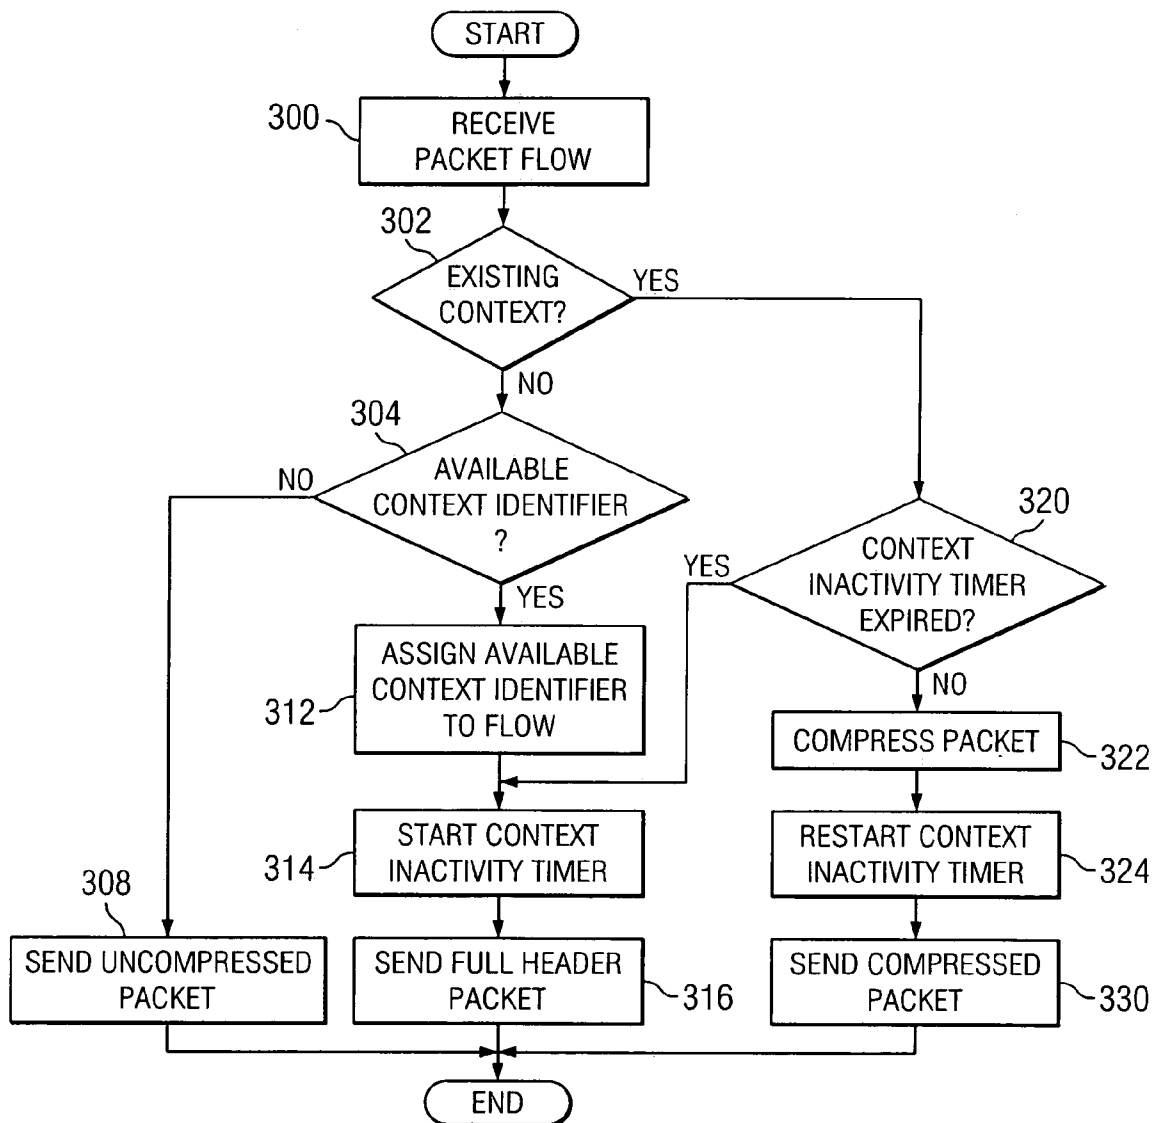 START
300
RECEIVE
PACKET FLOW
302
EXISTING
CONTEXT?
YES
NO
304
AVAILABLE
CONTEXT IDENTIFIER
?
NO
YES
320
CONTEXT
INACTIVITY TIMER
EXPIRED?
YES
NO
312
ASSIGN AVAILABLE
CONTEXT IDENTIFIER
TO FLOW
COMPRESS PACKET
322
314
START CONTEXT
INACTIVITY TIMER
RESTART CONTEXT
INACTIVITY TIMER
324
308
SEND UNCOMPRESSED
PACKET
SEND FULL HEADER
PACKET
316
SEND COMPRESSED
PACKET
330
END